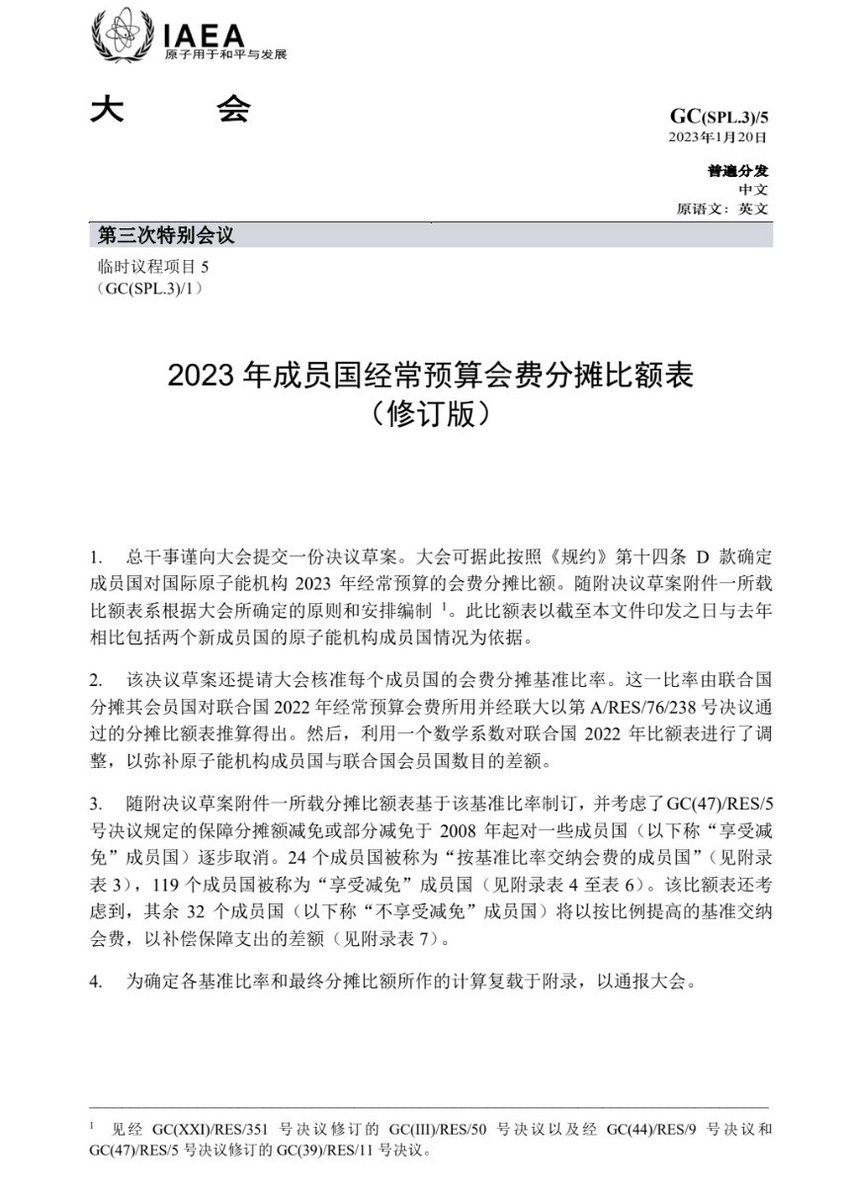 IAEA
原子用于和平与发展
大 会
GC(SPL.3)/5
2023年1月20日
普遍分发
中文
原语文：英文
第三次特别会议
临时议程项目 5
（GC(SPL.3)/1）
2023 年成员国经常预算会费分摊比额表
（修订版）
1. 总干事谨向大会提交一份决议草案。大会可据此按照《规约》第十四条 D 款确定
成员国对国际原子能机构 2023 年经常预算的会费分摊比额。随附决议草案附件一所载
比额表系根据大会所确定的原则和安排编制 1。此比额表以截至本文件印发之日与去年
相比包括两个新成员国的原子能机构成员国情况为依据。
2. 该决议草案还提请大会核准每个成员国的会费分摊基准比率。这一比率由联合国
分摊其会员国对联合国 2022 年经常预算会费所用并经联大以第 A/RES/76/238 号决议通
过的分摊比额表推算得出。然后，利用一个数学系数对联合国 2022 年比额表进行了调
整，以弥补原子能机构成员国与联合国会员国数目的差额。
3. 随附决议草案附件一所载分摊比额表基于该基准比率制订，并考虑了GC(47)/RES/5
号决议规定的保障分摊额减免或部分减免于 2008 年起对一些成员国（以下称“享受减
免”成员国）逐步取消。24 个成员国被称为“按基准比率交纳会费的成员国”（见附录
表 3），119 个成员国被称为“享受减免”成员国（见附录表 4 至表 6）。该比额表还考
虑到，其余 32 个成员国（以下称“不享受减免”成员国）将以按比例提高的基准交纳
会费，以补偿保障支出的差额（见附录表 7）。
4. 为确定各基准比率和最终分摊比额所作的计算复载于附录，以通报大会。
1 见经 GC(XXI)/RES/351 号决议修订的 GC(III)/RES/50 号决议以及经 GC(44)/RES/9 号决议和
GC(47)/RES/5 号决议修订的 GC(39)/RES/11 号决议。